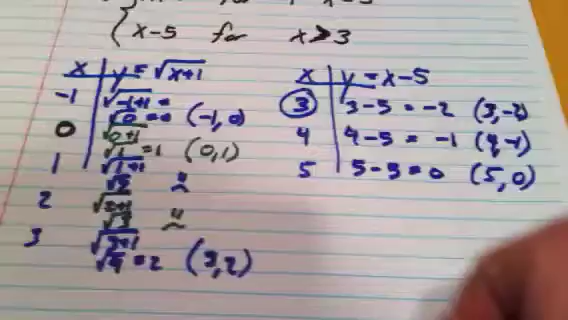 x-5 for x>3
x y=√x+1
-1 √-1+1 =
√0 = 0 (-1, 0)
0 √0+1
√1 = 1 (0, 1)
1 √1+1
√2
2 √2+1
√3
3 √3+1
√4 = 2 (3, 2)
x y=x-5
3 3-5 = -2 (3, -2)
4 4-5 = -1 (4, -1)
5 5-5 = 0 (5, 0)